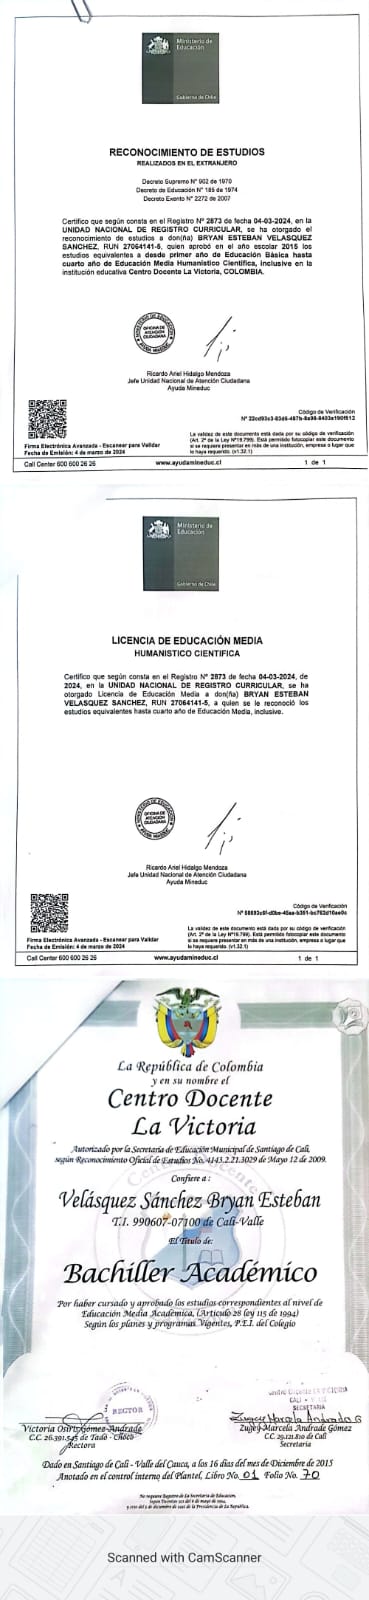 Ministerio de
Educación
Gobierno de Chile
RECONOCIMIENTO DE ESTUDIOS
REALIZADOS EN EL EXTRANJERO
Decreto Supremo N° 902 de 1970
Decreto de Educación N° 185 de 1974
Decreto Exento N° 2272 de 2007
Certifico que según consta en el Registro N° 2873 de fecha 04-03-2024, en la
UNIDAD NACIONAL DE REGISTRO CURRICULAR, se ha otorgado el
reconocimiento de estudios a don(ña) BRYAN ESTEBAN VELASQUEZ
SANCHEZ, RUN 27064141-5, quien aprobó en el año escolar 2015 los
estudios equivalentes a desde primer año de Educación Básica hasta
cuarto año de Educación Media Humanístico Científica, inclusive en la
institución educativa Centro Docente La Victoria, COLOMBIA.
OFICINA DE
ATENCIÓN
CIUDADANA
Ricardo Ariel Hidalgo Mendoza
Jefe Unidad Nacional de Atención Ciudadana
Ayuda Mineduc
Código de Verificación
Firma Electrónica Avanzada - Escanear para Validar
Fecha de Emisión: 4 de marzo de 2024
La validez de este documento está dada por su código de verificación
(Art. 2° de la Ley N°19.799). Está permitido fotocopiar este documento
si se requiere presentar en más de una institución, empresa o lugar que
lo haya requerido. (v1.32.1)
Call Center 600 600 26 26
www.ayudamineduc.cl
1 de 1
Ministerio de
Educación
Gobierno de Chile
LICENCIA DE EDUCACIÓN MEDIA
HUMANISTICO CIENTIFICA
Certifico que según consta en el Registro N° 2873 de fecha 04-03-2024, de
2024, en la UNIDAD NACIONAL DE REGISTRO CURRICULAR, se ha
otorgado Licencia de Educación Media a don(ña) BRYAN ESTEBAN
VELASQUEZ SANCHEZ, RUN 27064141-5, a quien se le reconoció los
estudios equivalentes hasta cuarto año de Educación Media, inclusive.
OFICINA DE
ATENCIÓN
CIUDADANA
Ricardo Ariel Hidalgo Mendoza
Jefe Unidad Nacional de Atención Ciudadana
Ayuda Mineduc
Código de Verificación
Firma Electrónica Avanzada - Escanear para Validar
Fecha de Emisión: 4 de marzo de 2024
La validez de este documento está dada por su código de verificación
(Art. 2° de la Ley N°19.799). Está permitido fotocopiar este documento
si se requiere presentar en más de una institución, empresa o lugar que
lo haya requerido. (v1.32.1)
Call Center 600 600 26 26
www.ayudamineduc.cl
1 de 1
La República de Colombia
y en su nombre el
Centro Docente
La Victoria
Autorizado por la Secretaría de Educación Municipal de Santiago de Cali,
según Reconocimiento Oficial de Estudios No. 4143.2.21.3029 de Mayo 12 de 2009.
Confiere a :
Velásquez Sánchez Bryan Esteban
T.I. 990607-07100 de Cali-Valle
El Título de:
Bachiller Académico
Por haber cursado y aprobado los estudios correspondientes al nivel de
Educación Media Académica, (Artículo 28 ley 115 de 1994)
Según los planes y programas Vigentes, P.E.I. del Colegio
RECTOR
SECRETARIA
Victoria Osiris Gómez Andrade
C.C. 26.391.545 de Tadó - Chocó
Rectora
Zugey Marcela Andrade G
Zugey Marcela Andrade Gómez
C.C. 29.121.810 de Cali
Secretaria
Dado en Santiago de Cali - Valle del Cauca, a los 16 días del mes de Diciembre de 2015
Anotado en el control interno del Plantel, Libro No. 01 Folio No. 70
No requiere Registro de La Secretaría de Educación,
Scanned with CamScanner